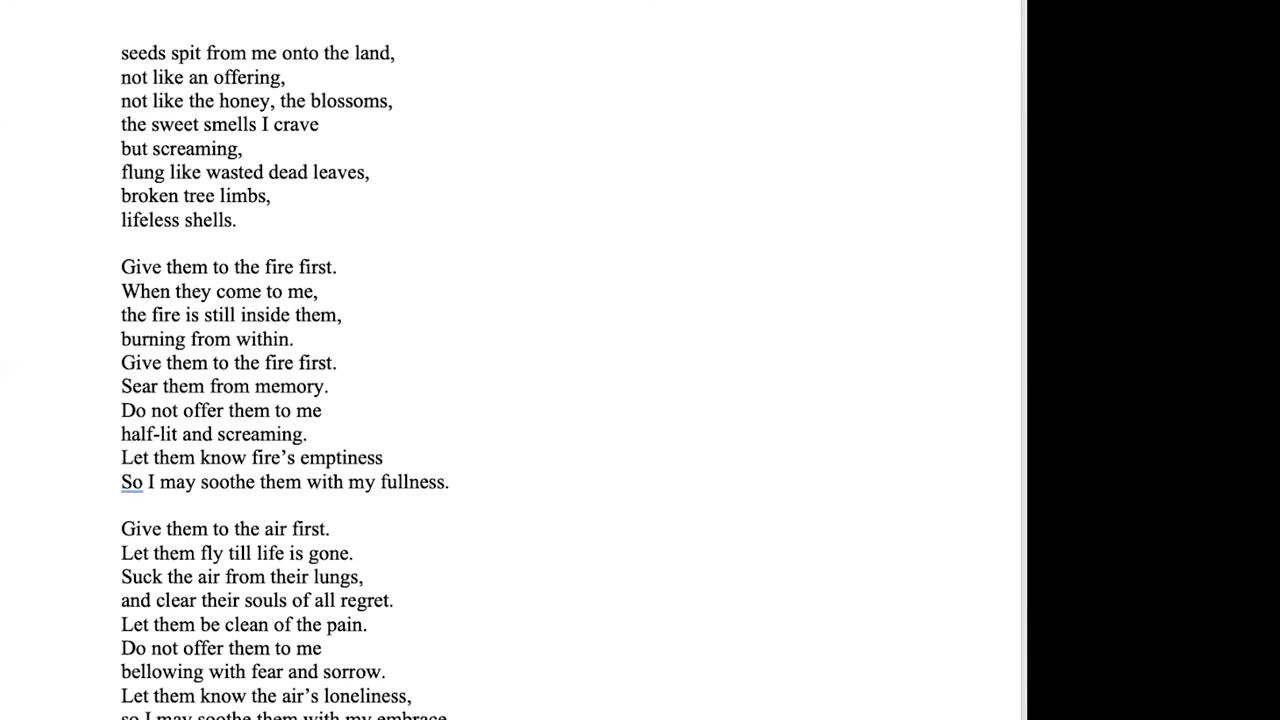 seeds spit from me onto the land,
not like an offering,
not like the honey, the blossoms,
the sweet smells I crave
but screaming,
flung like wasted dead leaves,
broken tree limbs,
lifeless shells.
Give them to the fire first.
When they come to me,
the fire is still inside them,
burning from within.
Give them to the fire first.
Sear them from memory.
Do not offer them to me
half-lit and screaming.
Let them know fire’s emptiness
So I may soothe them with my fullness.
Give them to the air first.
Let them fly till life is gone.
Suck the air from their lungs,
and clear their souls of all regret.
Let them be clean of the pain.
Do not offer them to me
bellowing with fear and sorrow.
Let them know the air’s loneliness,
so I may soothe them with my embrace